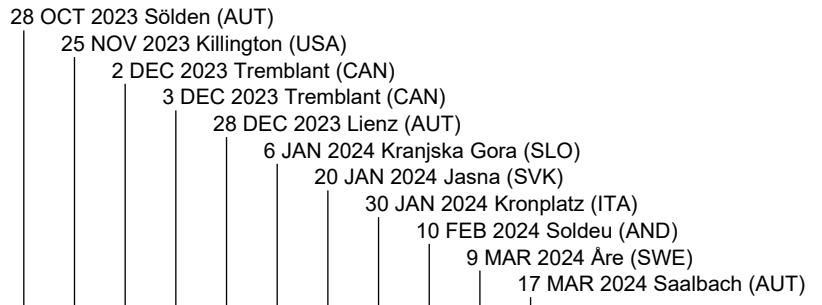 28 OCT 2023 Sölden (AUT)
25 NOV 2023 Killington (USA)
2 DEC 2023 Tremblant (CAN)
3 DEC 2023 Tremblant (CAN)
28 DEC 2023 Lienz (AUT)
6 JAN 2024 Kranjska Gora (SLO)
20 JAN 2024 Jasna (SVK)
30 JAN 2024 Kronplatz (ITA)
10 FEB 2024 Soldeu (AND)
9 MAR 2024 Åre (SWE)
17 MAR 2024 Saalbach (AUT)